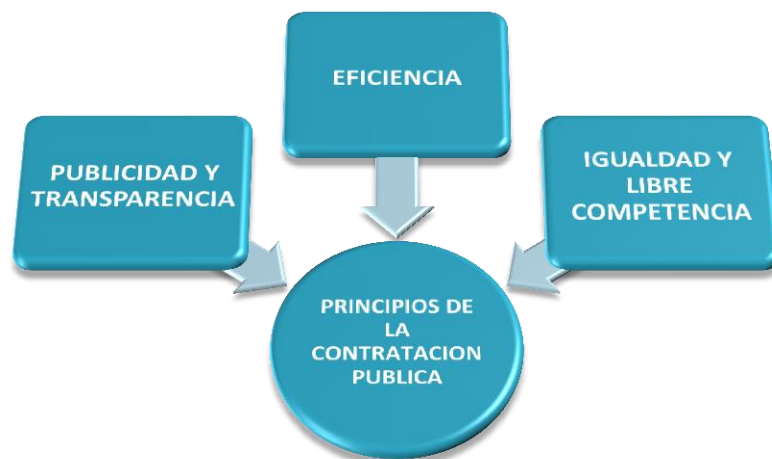 EFICIENCIA
PUBLICIDAD Y
TRANSPARENCIA
IGUALDAD Y
LIBRE
COMPETENCIA
PRINCIPIOS DE
LA
CONTRATACION
PUBLICA